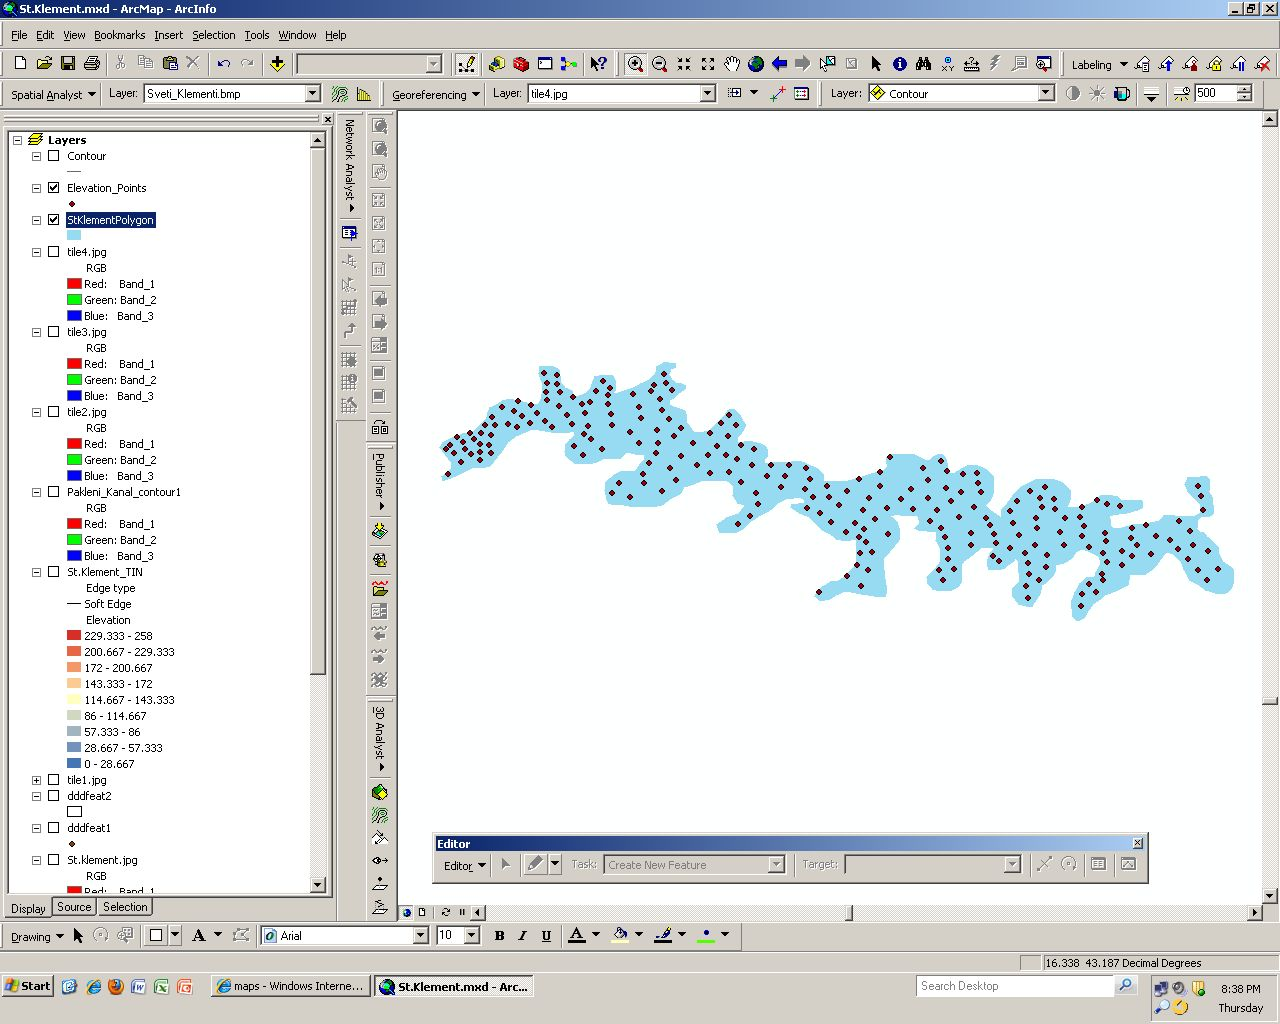 St.Klement.mxd - ArcMap - ArcInfo
File Edit View Bookmarks Insert Selection Tools Window Help
Labeling
Spatial Analyst Layer: Sveti_Klementi.bmp Georeferencing Layer: tile4.jpg Layer: Contour 500
Layers
Contour
Elevation_Points
StKlementPolygon
tile4.jpg
RGB
Red: Band_1
Green: Band_2
Blue: Band_3
tile3.jpg
RGB
Red: Band_1
Green: Band_2
Blue: Band_3
tile2.jpg
RGB
Red: Band_1
Green: Band_2
Blue: Band_3
Pakleni_Kanal_contour1
RGB
Red: Band_1
Green: Band_2
Blue: Band_3
St.Klement_TIN
Edge type
Soft Edge
Elevation
229.333 - 258
200.667 - 229.333
172 - 200.667
143.333 - 172
114.667 - 143.333
86 - 114.667
57.333 - 86
28.667 - 57.333
0 - 28.667
tile1.jpg
dddfeat2
dddfeat1
St.klement.jpg
RGB
Red: Band_1
Display Source Selection
Network Analyst
Publisher
3D Analyst
Editor
Editor Task: Create New Feature Target:
Drawing A Arial 10 B I U A
16.338 43.187 Decimal Degrees
Start maps - Windows Interne... St.Klement.mxd - Arc... Search Desktop 8:38 PM
Thursday